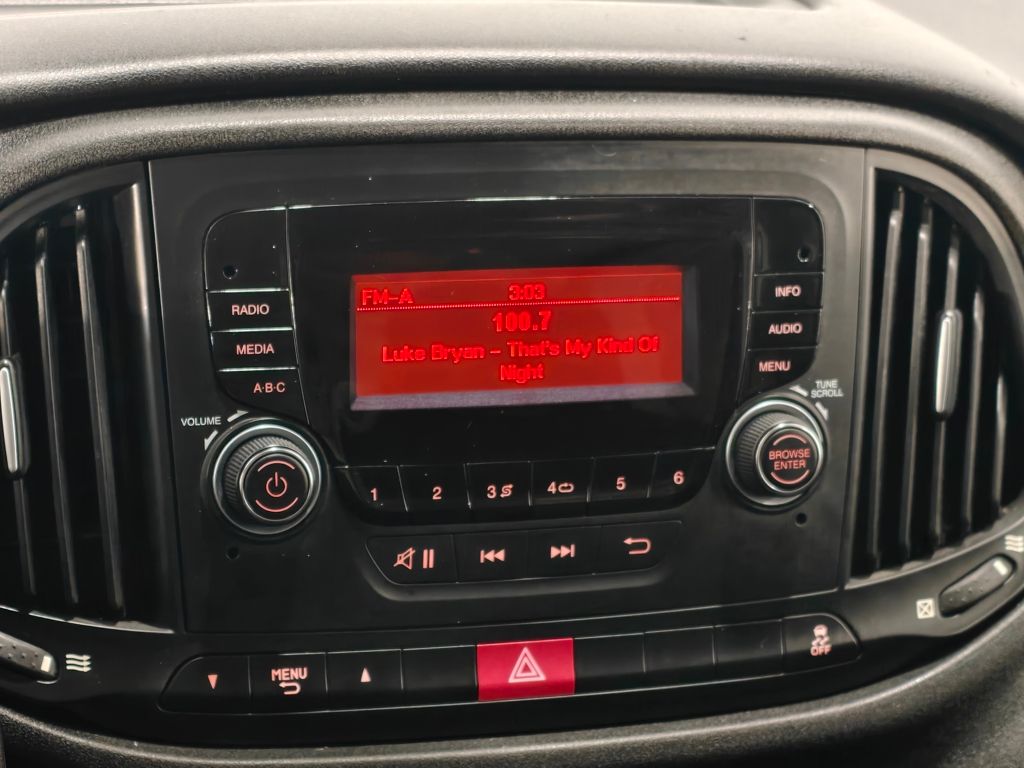 FM-A 3:03
100.7
Luke Bryan - That's My Kind Of
Night
RADIO
MEDIA
A·B·C
INFO
AUDIO
MENU
VOLUME
TUNE
SCROLL
BROWSE
ENTER
1 2 3 4 5 6
MENU
OFF